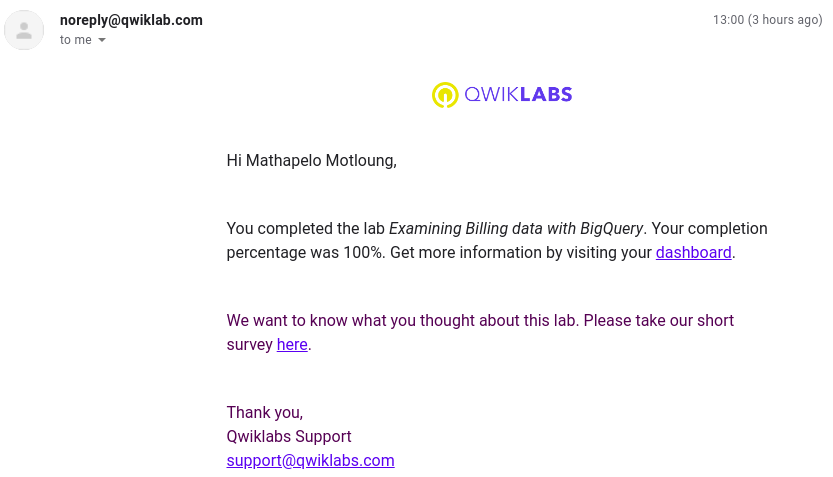 noreply@qwiklab.com
13:00 (3 hours ago)
to me
QWIKLABS
Hi Mathapelo Motloung,
You completed the lab Examining Billing data with BigQuery. Your completion
percentage was 100%. Get more information by visiting your dashboard.
We want to know what you thought about this lab. Please take our short
survey here.
Thank you,
Qwiklabs Support
support@qwiklabs.com